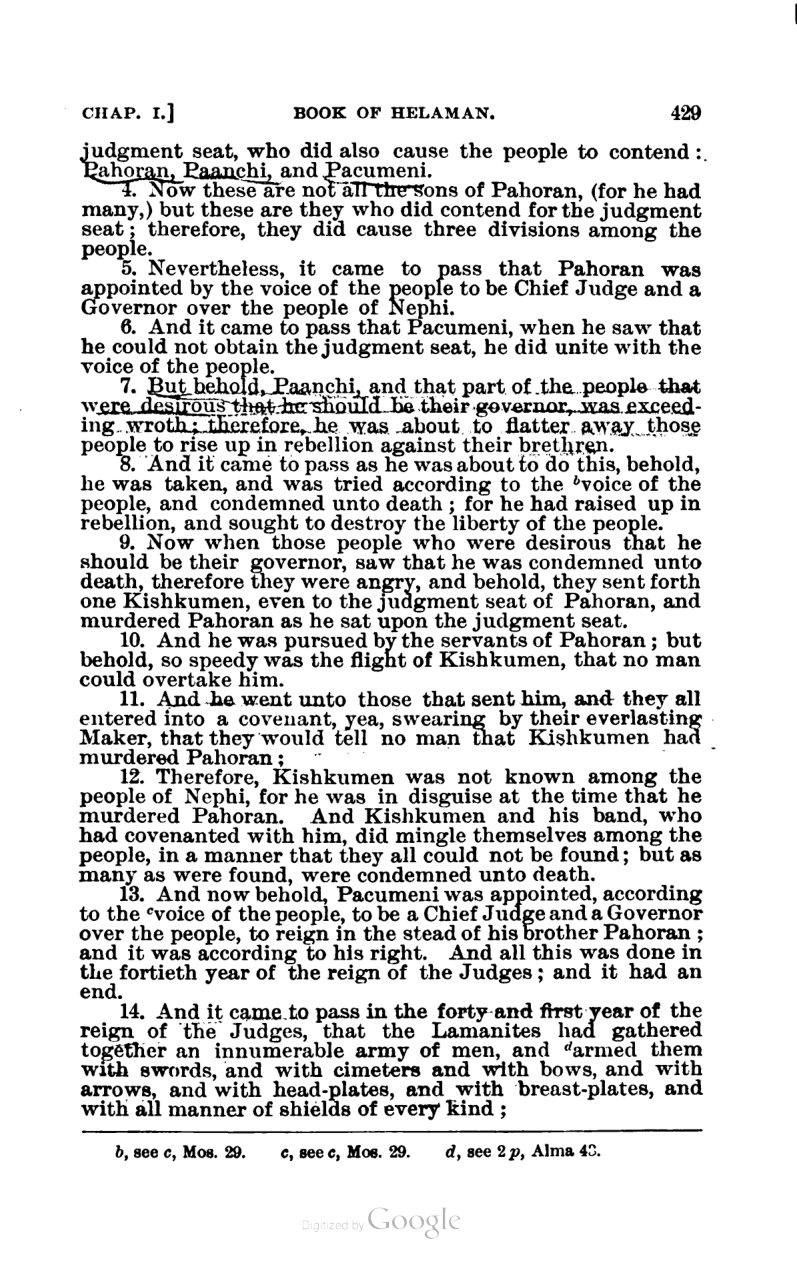 CHAP. I.] BOOK OF HELAMAN. 429
judgment seat, who did also cause the people to contend :
Pahoran, Paanchi, and Pacumeni.
4. Now these are not all the sons of Pahoran, (for he had
many,) but these are they who did contend for the judgment
seat ; therefore, they did cause three divisions among the
people.
5. Nevertheless, it came to pass that Pahoran was
appointed by the voice of the people to be Chief Judge and a
Governor over the people of Nephi.
6. And it came to pass that Pacumeni, when he saw that
he could not obtain the judgment seat, he did unite with the
voice of the people.
7. But behold, Paanchi, and that part of the people that
were desirous that he should be their governor, was exceed-
ing wroth ; therefore, he was about to flatter away those
people to rise up in rebellion against their brethren.
8. And it came to pass as he was about to do this, behold,
he was taken, and was tried according to the bvoice of the
people, and condemned unto death ; for he had raised up in
rebellion, and sought to destroy the liberty of the people.
9. Now when those people who were desirous that he
should be their governor, saw that he was condemned unto
death, therefore they were angry, and behold, they sent forth
one Kishkumen, even to the judgment seat of Pahoran, and
murdered Pahoran as he sat upon the judgment seat.
10. And he was pursued by the servants of Pahoran ; but
behold, so speedy was the flight of Kishkumen, that no man
could overtake him.
11. And he went unto those that sent him, and they all
entered into a covenant, yea, swearing by their everlasting
Maker, that they would tell no man that Kishkumen had
murdered Pahoran ;
12. Therefore, Kishkumen was not known among the
people of Nephi, for he was in disguise at the time that he
murdered Pahoran. And Kishkumen and his band, who
had covenanted with him, did mingle themselves among the
people, in a manner that they all could not be found ; but as
many as were found, were condemned unto death.
13. And now behold, Pacumeni was appointed, according
to the cvoice of the people, to be a Chief Judge and a Governor
over the people, to reign in the stead of his brother Pahoran ;
and it was according to his right. And all this was done in
the fortieth year of the reign of the Judges ; and it had an
end.
14. And it came to pass in the forty and first year of the
reign of the Judges, that the Lamanites had gathered
together an innumerable army of men, and darmed them
with swords, and with cimeters and with bows, and with
arrows, and with head-plates, and with breast-plates, and
with all manner of shields of every kind ;
b, see c, Mos. 29. c, see c, Mos. 29. d, see 2 p, Alma
Digitized by Google